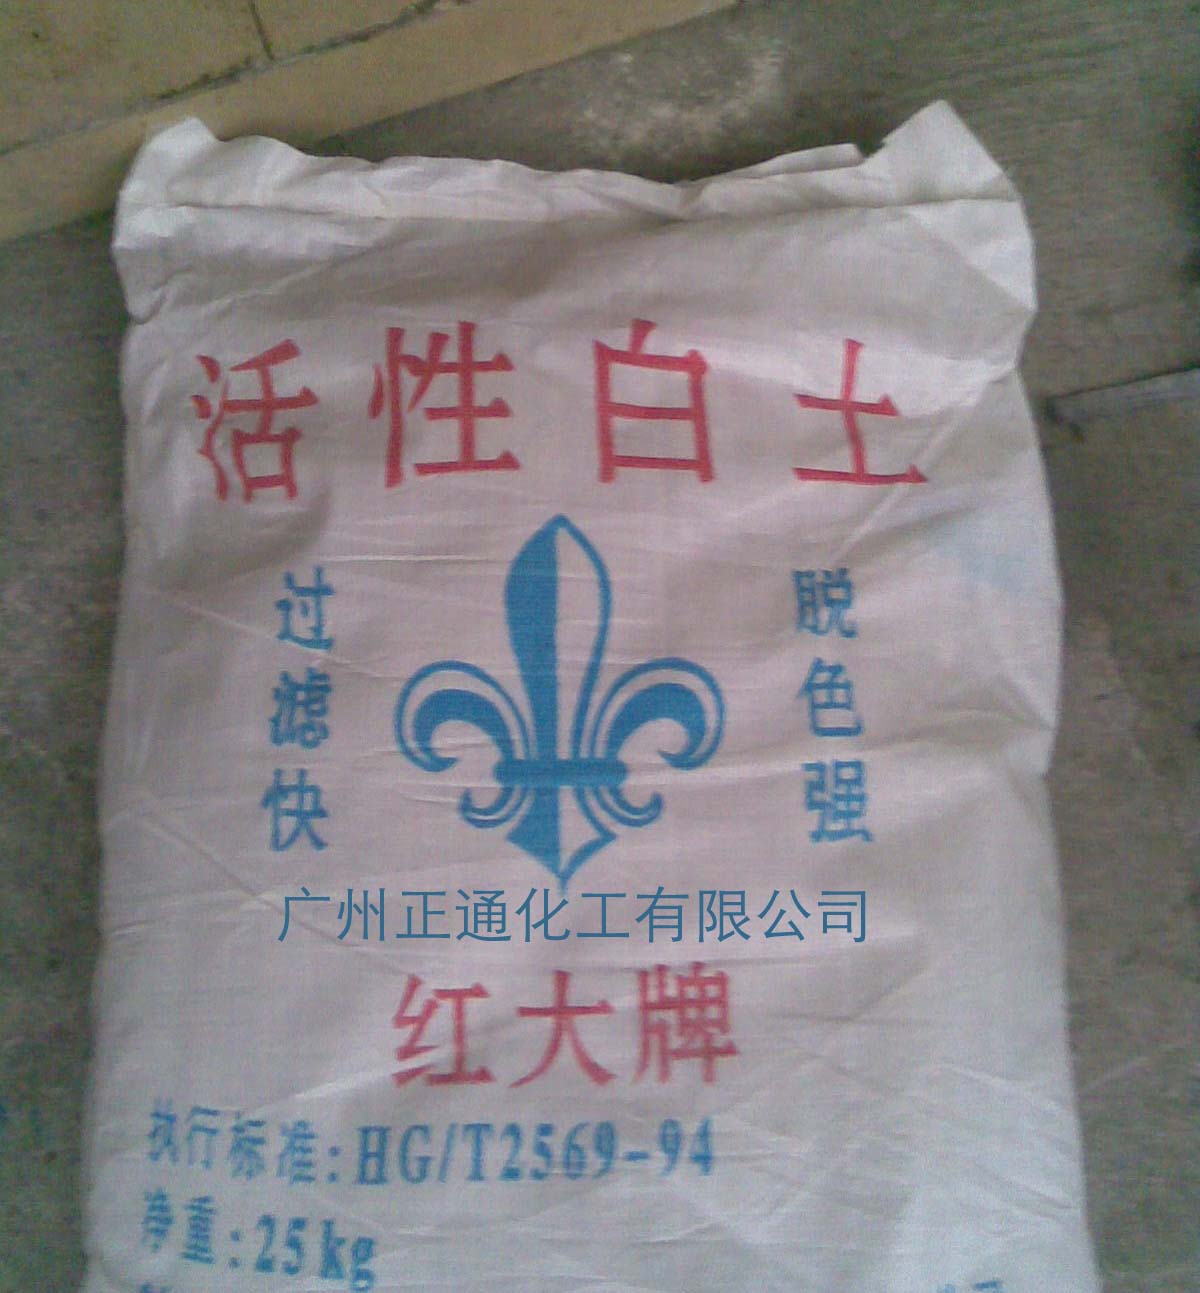 活性白土
过滤快
脱色强
广州正通化工有限公司
红大牌
执行标准:HG/T2569-94
净重:25kg